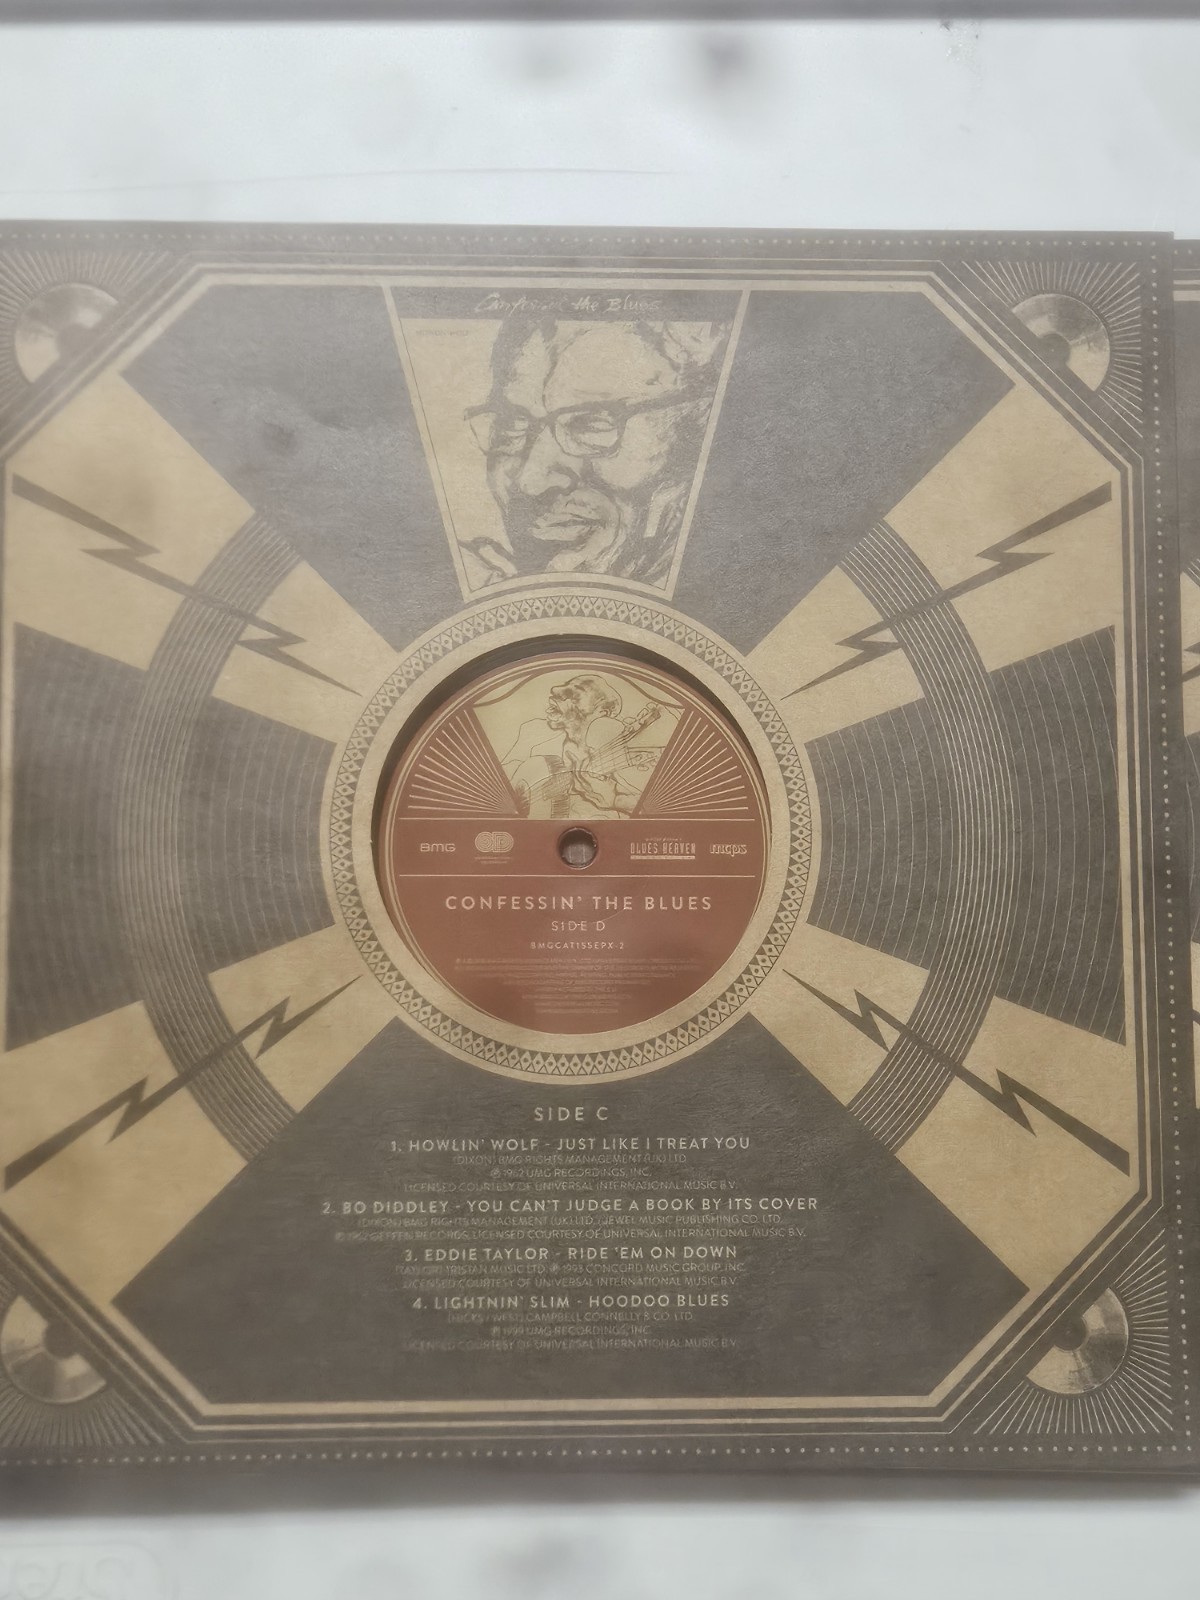 Confessin' the Blues
BMG
BLUES HEAVEN
mcps
CONFESSIN' THE BLUES
SIDE D
BMGCAT155EPX-2
SIDE C
1. HOWLIN' WOLF - JUST LIKE I TREAT YOU
(DIXON) BMG RIGHTS MANAGEMENT (UK) LTD.
℗ 1962 UMG RECORDINGS, INC.
LICENSED COURTESY OF UNIVERSAL INTERNATIONAL MUSIC B.V.
2. BO DIDDLEY - YOU CAN'T JUDGE A BOOK BY ITS COVER
(DIXON) BMG RIGHTS MANAGEMENT (UK) LTD. / JEWEL MUSIC PUBLISHING CO. LTD.
℗ 1962 GEFFEN RECORDS. LICENSED COURTESY OF UNIVERSAL INTERNATIONAL MUSIC B.V.
3. EDDIE TAYLOR - RIDE 'EM ON DOWN
(TAYLOR) TRISTAN MUSIC LTD. ℗ 1993 CONCORD MUSIC GROUP, INC.
LICENSED COURTESY OF UNIVERSAL INTERNATIONAL MUSIC B.V.
4. LIGHTNIN' SLIM - HOODOO BLUES
(HICKS / WEST) CAMPBELL CONNELLY & CO. LTD.
℗ 1999 UMG RECORDINGS, INC.
LICENSED COURTESY OF UNIVERSAL INTERNATIONAL MUSIC B.V.